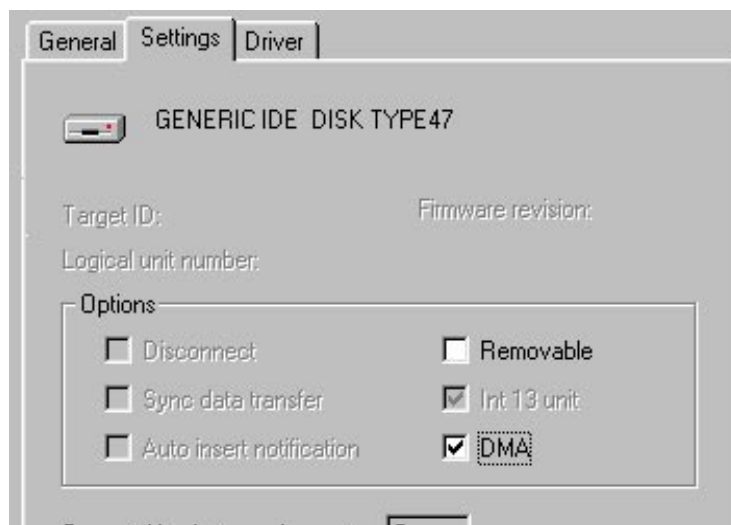 General Settings Driver
GENERIC IDE DISK TYPE47
Target ID: Firmware revision:
Logical unit number:
Options
Disconnect Removable
Sync data transfer Int 13 unit
Auto insert notification DMA